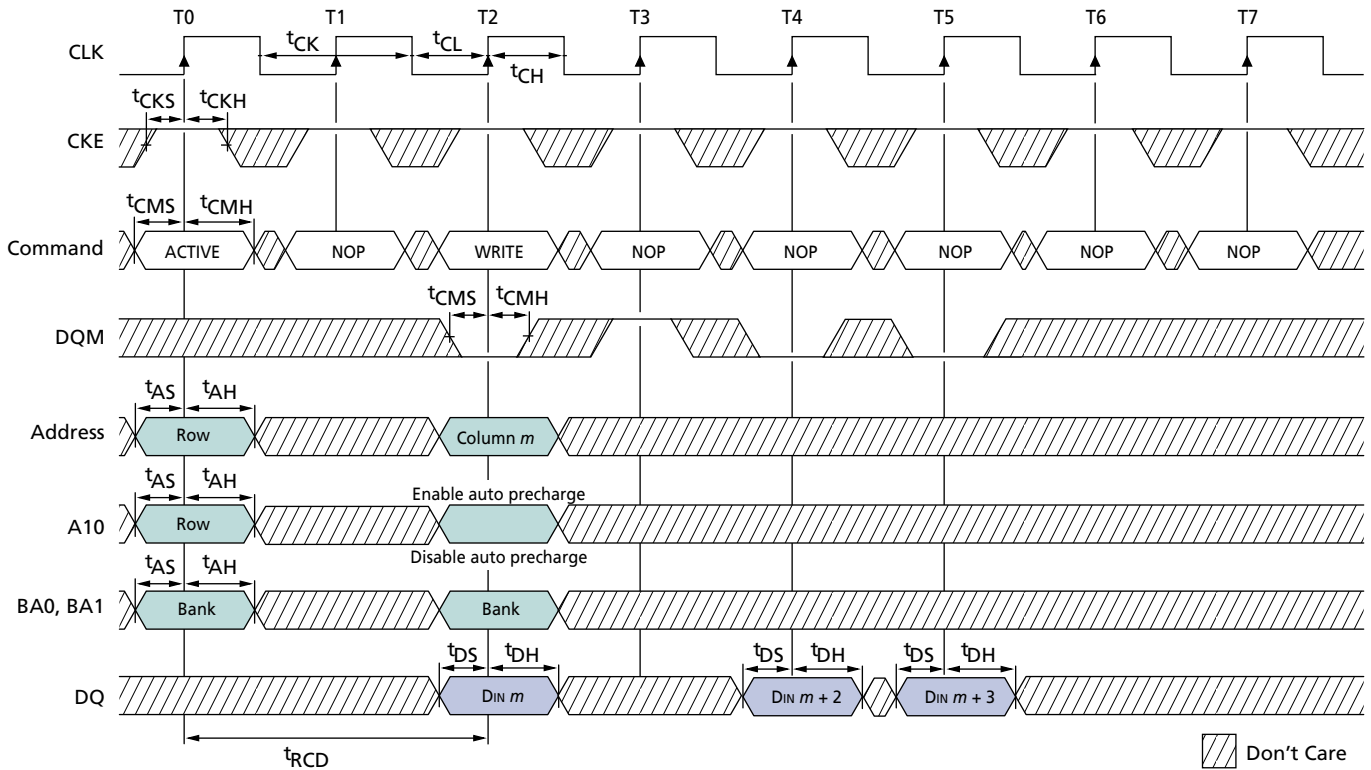 T0 T1 T2 T3 T4 T5 T6 T7
CLK
tCK tCL
tCH
tCKS tCKH
CKE
tCMS tCMH
Command ACTIVE NOP WRITE NOP NOP NOP NOP NOP
tCMS tCMH
DQM
tAS tAH
Address Row Column m
tAS tAH Enable auto precharge
A10 Row
Disable auto precharge
tAS tAH
BA0, BA1 Bank Bank
tDS tDH tDS tDH tDS tDH
DQ DIN m DIN m + 2 DIN m + 3
tRCD
Don't Care